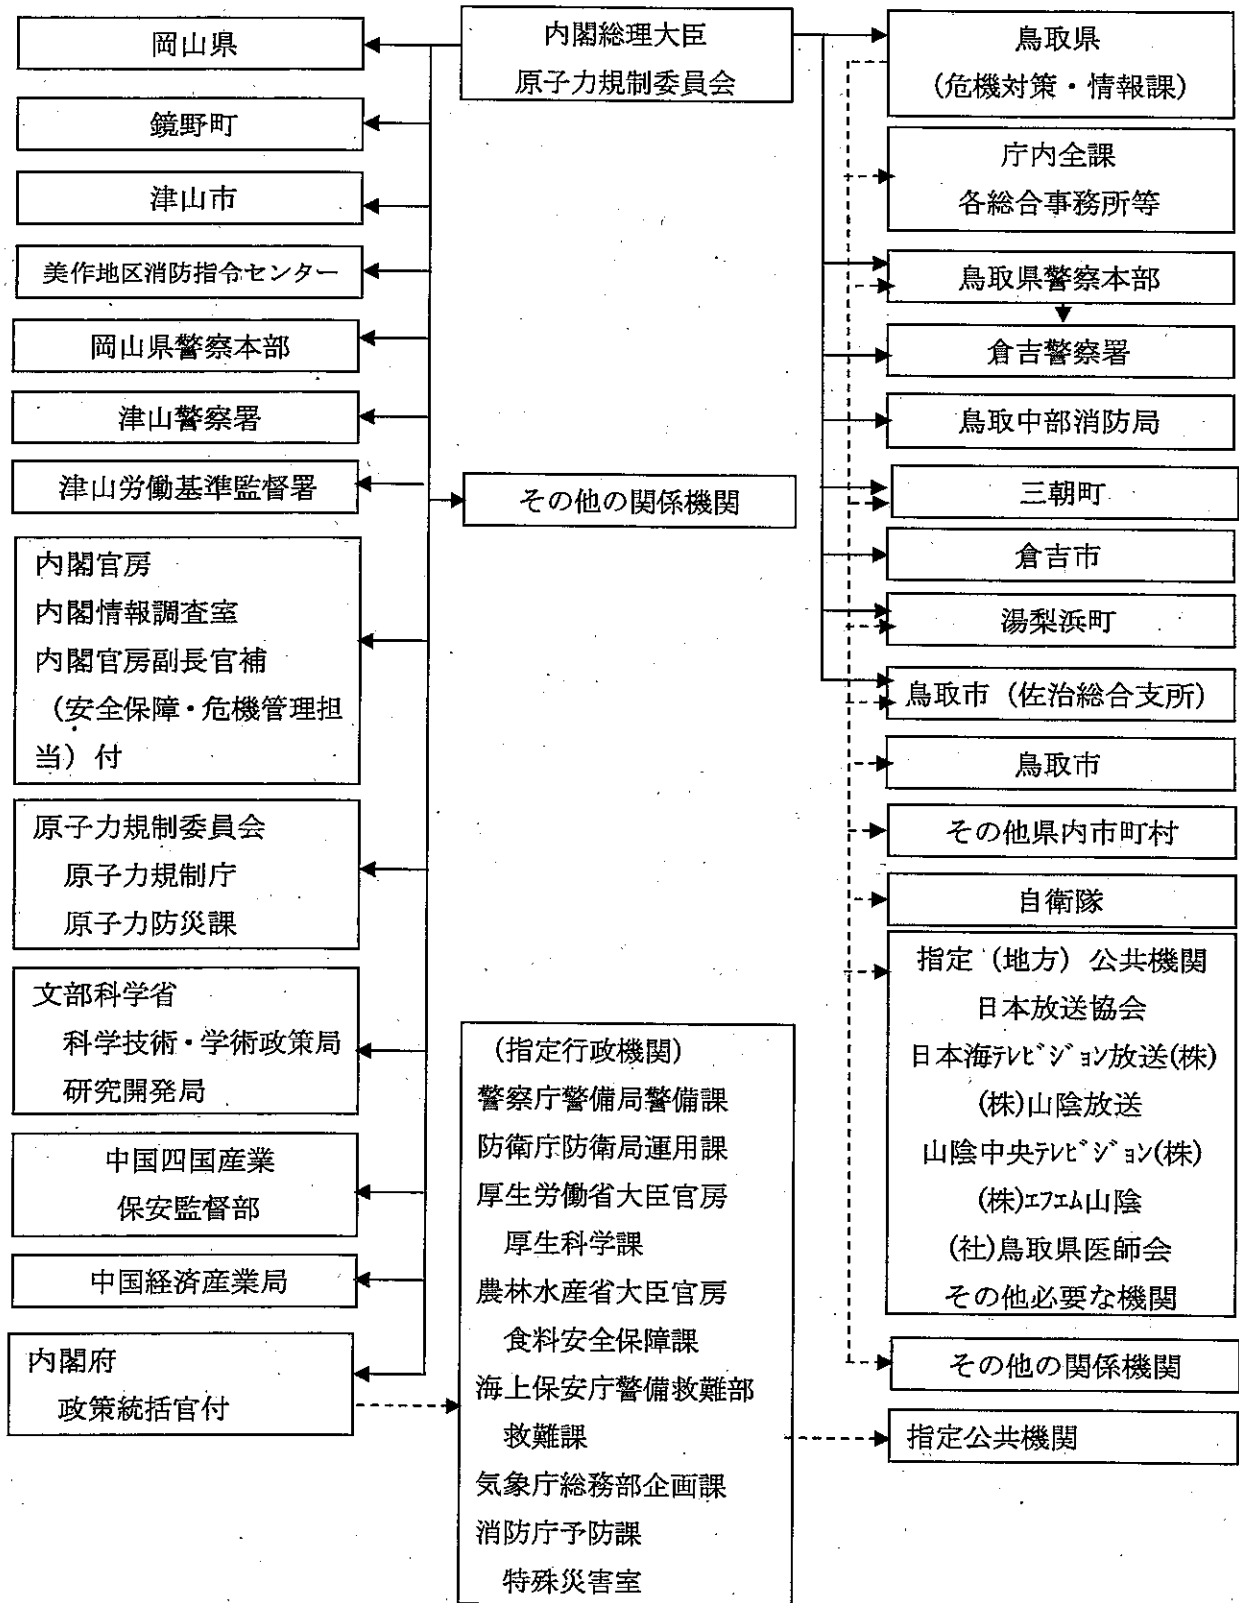 岡山県
鏡野町
津山市
美作地区消防指令センター
岡山県警察本部
津山警察署
津山労働基準監督署
内閣官房
内閣情報調査室
内閣官房副長官補
（安全保障・危機管理担
当）付
原子力規制委員会
原子力規制庁
原子力防災課
文部科学省
科学技術・学術政策局
研究開発局
中国四国産業
保安監督部
中国経済産業局
内閣府
政策統括官付
内閣総理大臣
原子力規制委員会
その他の関係機関
(指定行政機関)
警察庁警備局警備課
防衛庁防衛局運用課
厚生労働省大臣官房
厚生科学課
農林水産省大臣官房
食料安全保障課
海上保安庁警備救難部
救難課
気象庁総務部企画課
消防庁予防課
特殊災害室
鳥取県
(危機対策・情報課)
庁内全課
各総合事務所等
鳥取県警察本部
倉吉警察署
鳥取中部消防局
三朝町
倉吉市
湯梨浜町
鳥取市（佐治総合支所）
鳥取市
その他県内市町村
自衛隊
指定（地方）公共機関
日本放送協会
日本海ﾃﾚﾋﾞｼﾞｮﾝ放送(株)
(株)山陰放送
山陰中央ﾃﾚﾋﾞｼﾞｮﾝ(株)
(株)ｴﾌｴﾑ山陰
(社)鳥取県医師会
その他必要な機関
その他の関係機関
指定公共機関